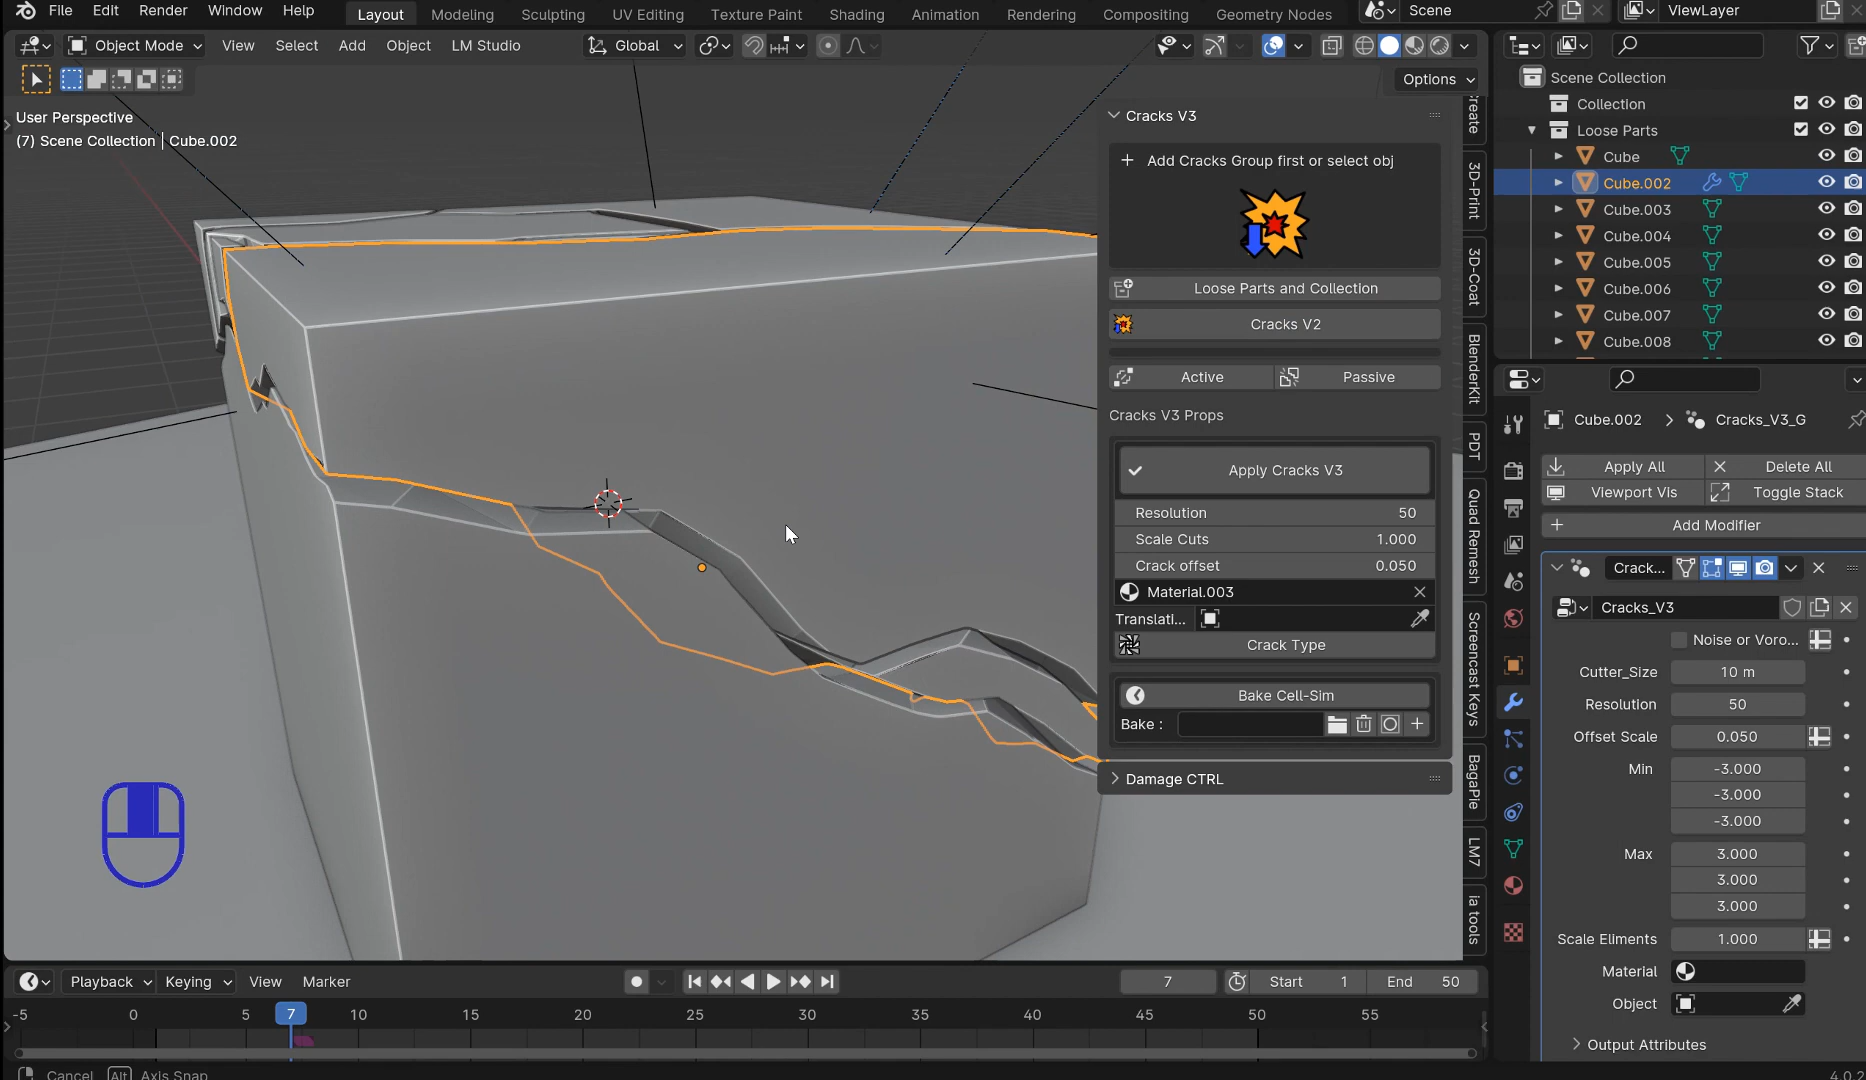 File Edit Render Window Help Layout Modeling Sculpting UV Editing Texture Paint Shading Animation Rendering Compositing Geometry Nodes Scene ViewLayer
Object Mode View Select Add Object LM Studio Global
Options
User Perspective
(7) Scene Collection | Cube.002
Cracks V3
Add Cracks Group first or select obj
Loose Parts and Collection
Cracks V2
Active Passive
Cracks V3 Props
Apply Cracks V3
Resolution 50
Scale Cuts 1.000
Crack offset 0.050
Material.003
Translati...
Crack Type
Bake Cell-Sim
Bake :
Damage CTRL
reate
3D-Print
3D-Coat
BlenderKit
PDT
Quad Remesh
Screencast Keys
BagaPie
LM7
ia tools
Scene Collection
Collection
Loose Parts
Cube
Cube.002
Cube.003
Cube.004
Cube.005
Cube.006
Cube.007
Cube.008
Cube.002 > Cracks_V3_G
Apply All Delete All
Viewport Vis Toggle Stack
Add Modifier
Crack...
Cracks_V3
Noise or Voro...
Cutter_Size 10 m
Resolution 50
Offset Scale 0.050
Min -3.000
-3.000
-3.000
Max 3.000
3.000
3.000
Scale Eliments 1.000
Material
Object
Output Attributes
Playback Keying View Marker 7 Start 1 End 50
-5 0 5 7 10 15 20 25 30 35 40 45 50 55
Cancel Alt Axis Snap 4.0.2